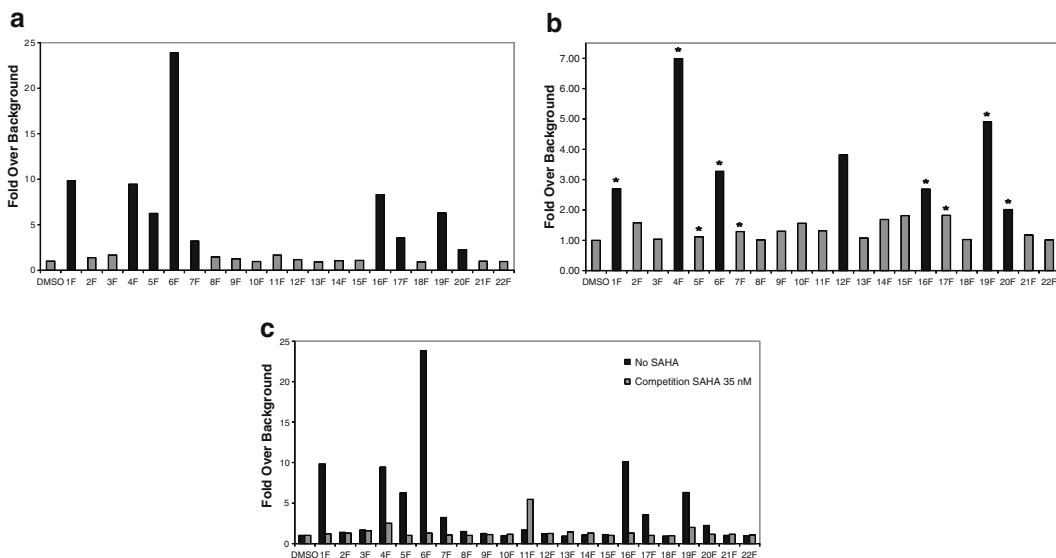 a
Fold Over Background
25
20
15
10
5
0
DMSO 1F 2F 3F 4F 5F 6F 7F 8F 9F 10F 11F 12F 13F 14F 15F 16F 17F 18F 19F 20F 21F 22F
b
Fold Over Background
7.00
6.00
5.00
4.00
3.00
2.00
1.00
0.00
* * * * * * * * *
DMSO 1F 2F 3F 4F 5F 6F 7F 8F 9F 10F 11F 12F 13F 14F 15F 16F 17F 18F 19F 20F 21F 22F
c
Fold Over Background
25
20
15
10
5
0
No SAHA
Competition SAHA 35 nM
DMSO 1F 2F 3F 4F 5F 6F 7F 8F 9F 10F 11F 12F 13F 14F 15F 16F 17F 18F 19F 20F 21F 22F